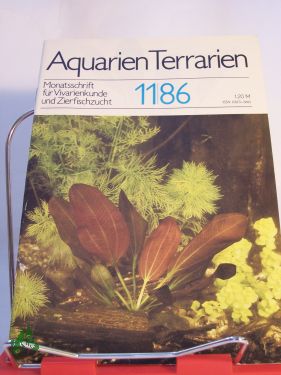 Aquarien Terrarien
Monatsschrift
für Vivarienkunde
und Zierfischzucht
1186
1,20 M